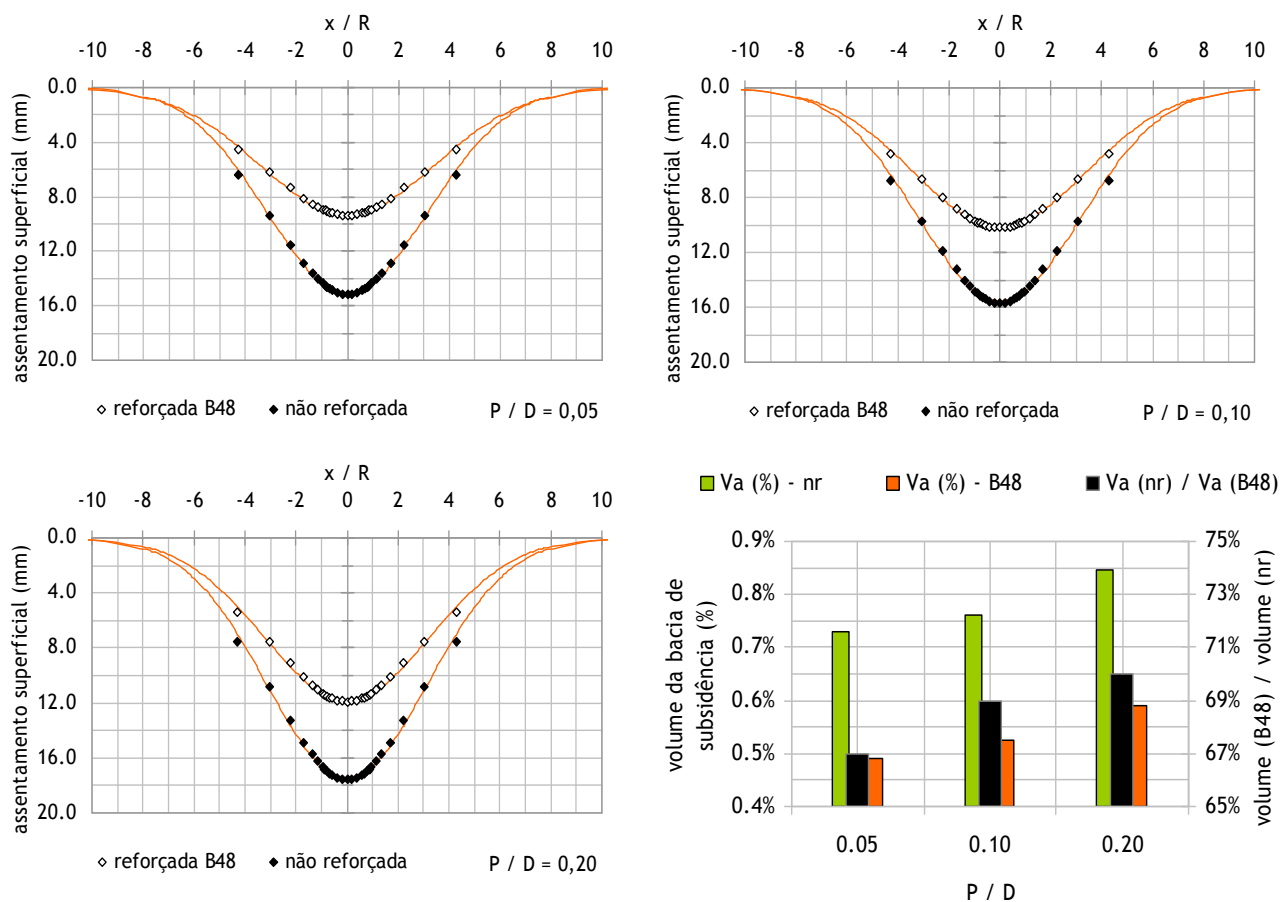 x / R
-10 -8 -6 -4 -2 0 2 4 6 8 10
0.0
4.0
8.0
12.0
16.0
20.0
assentamento superficial (mm)
reforçada B48 não reforçada P / D = 0,05
x / R
-10 -8 -6 -4 -2 0 2 4 6 8 10
0.0
4.0
8.0
12.0
16.0
20.0
assentamento superficial (mm)
reforçada B48 não reforçada P / D = 0,10
x / R
-10 -8 -6 -4 -2 0 2 4 6 8 10
0.0
4.0
8.0
12.0
16.0
20.0
assentamento superficial (mm)
reforçada B48 não reforçada P / D = 0,20
Va (%) - nr Va (%) - B48 Va (nr) / Va (B48)
0.9% 75%
0.8% 73%
0.7% 71%
0.6% 69%
0.5% 67%
0.4% 65%
volume da bacia de
subsidência (%)
volume (B48) / volume (nr)
0.05 0.10 0.20
P / D